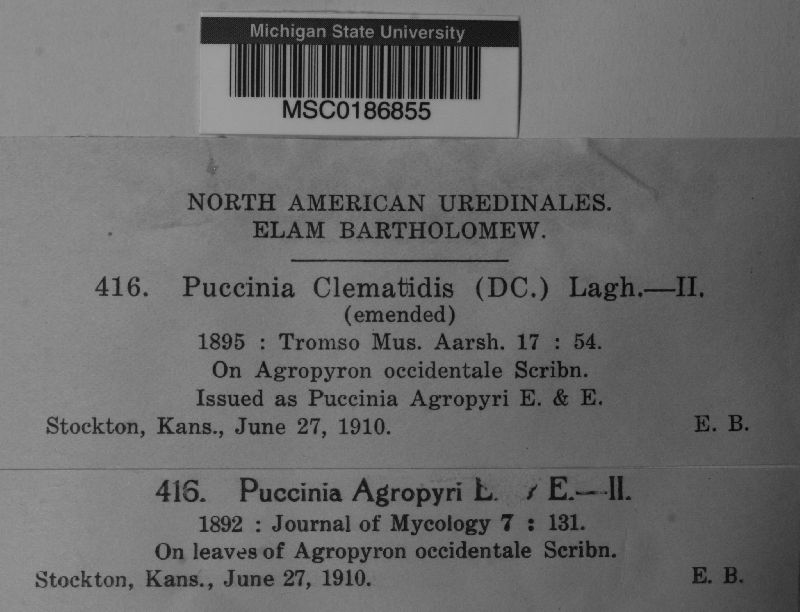 Michigan State University
MSC0186855
NORTH AMERICAN UREDINALES.
ELAM BARTHOLOMEW.
416. Puccinia Clematidis (DC.) Lagh.—II.
(emended)
1895 : Tromso Mus. Aarsh. 17 : 54.
On Agropyron occidentale Scribn.
Issued as Puccinia Agropyri E. & E.
Stockton, Kans., June 27, 1910. E. B.
416. Puccinia Agropyri E.—II.
1892 : Journal of Mycology 7 : 131.
On leaves of Agropyron occidentale Scribn.
Stockton, Kans., June 27, 1910. E. B.